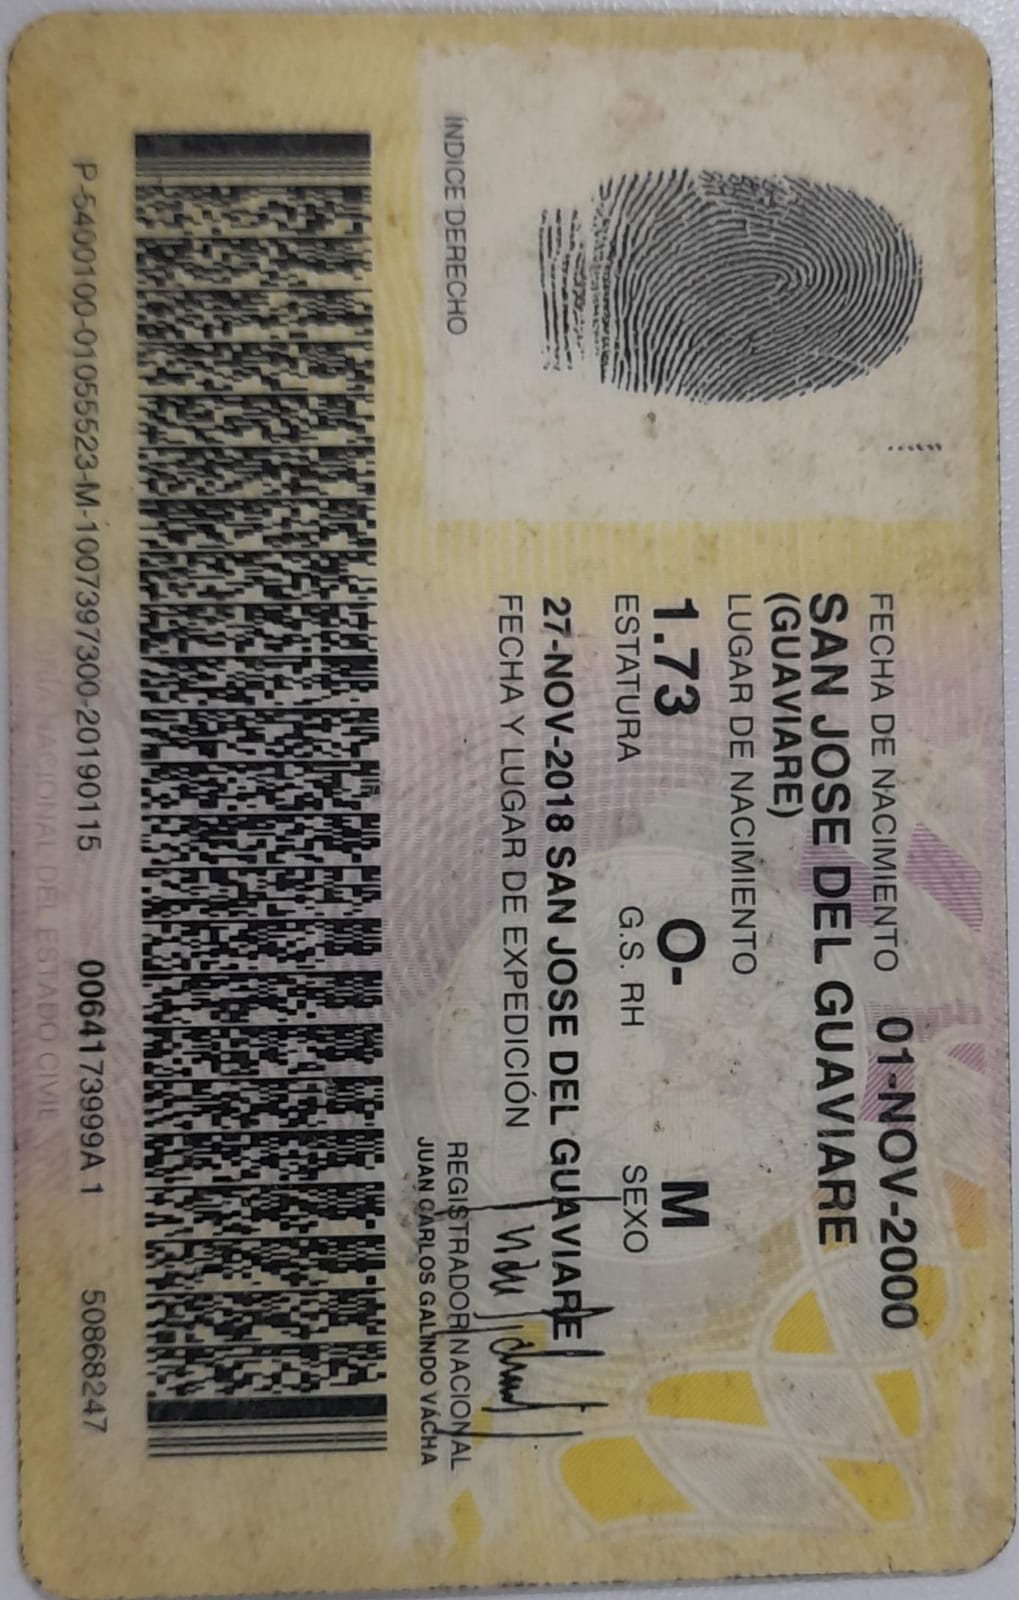 FECHA DE NACIMIENTO 01-NOV-2000
SAN JOSE DEL GUAVIARE
(GUAVIARE)
LUGAR DE NACIMIENTO
1.73 O- M
ESTATURA G.S. RH SEXO
27-NOV-2018 SAN JOSE DEL GUAVIARE
FECHA Y LUGAR DE EXPEDICIÓN
ÍNDICE DERECHO
REGISTRADOR NACIONAL
JUAN CARLOS GALINDO VÁCHA
P-5400100-01055523-M-1007397300-20190115 0064173999A 1 50868247
NACIONAL DEL ESTADO CIVIL